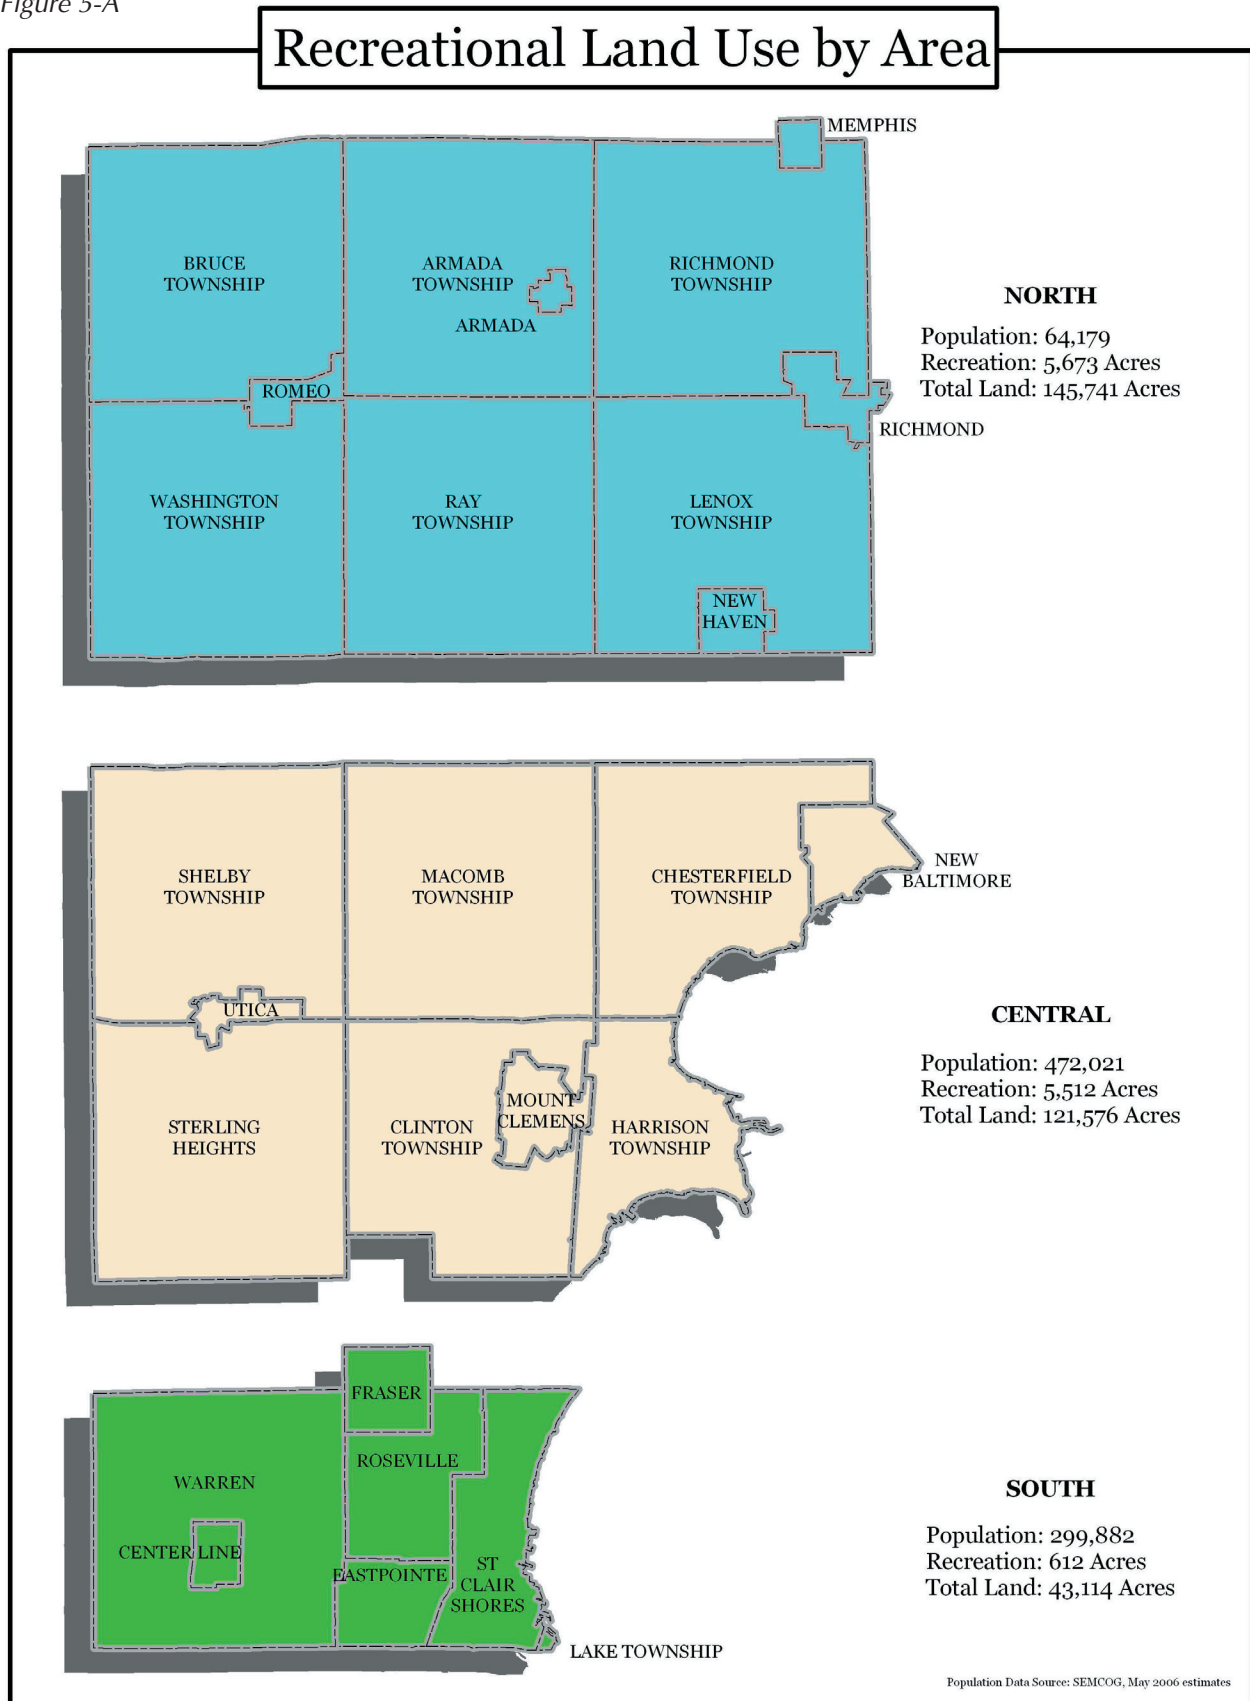 Figure 5-A
Recreational Land Use by Area
MEMPHIS
BRUCE
TOWNSHIP
ARMADA
TOWNSHIP
RICHMOND
TOWNSHIP
ARMADA
ROMEO
RICHMOND
WASHINGTON
TOWNSHIP
RAY
TOWNSHIP
LENOX
TOWNSHIP
NEW
HAVEN
NORTH
Population: 64,179
Recreation: 5,673 Acres
Total Land: 145,741 Acres
SHELBY
TOWNSHIP
MACOMB
TOWNSHIP
CHESTERFIELD
TOWNSHIP
NEW
BALTIMORE
UTICA
STERLING
HEIGHTS
CLINTON
TOWNSHIP
MOUNT
CLEMENS
HARRISON
TOWNSHIP
CENTRAL
Population: 472,021
Recreation: 5,512 Acres
Total Land: 121,576 Acres
FRASER
ROSEVILLE
WARREN
CENTER LINE
EASTPOINTE
ST
CLAIR
SHORES
LAKE TOWNSHIP
SOUTH
Population: 299,882
Recreation: 612 Acres
Total Land: 43,114 Acres
Population Data Source: SEMCOG, May 2006 estimates